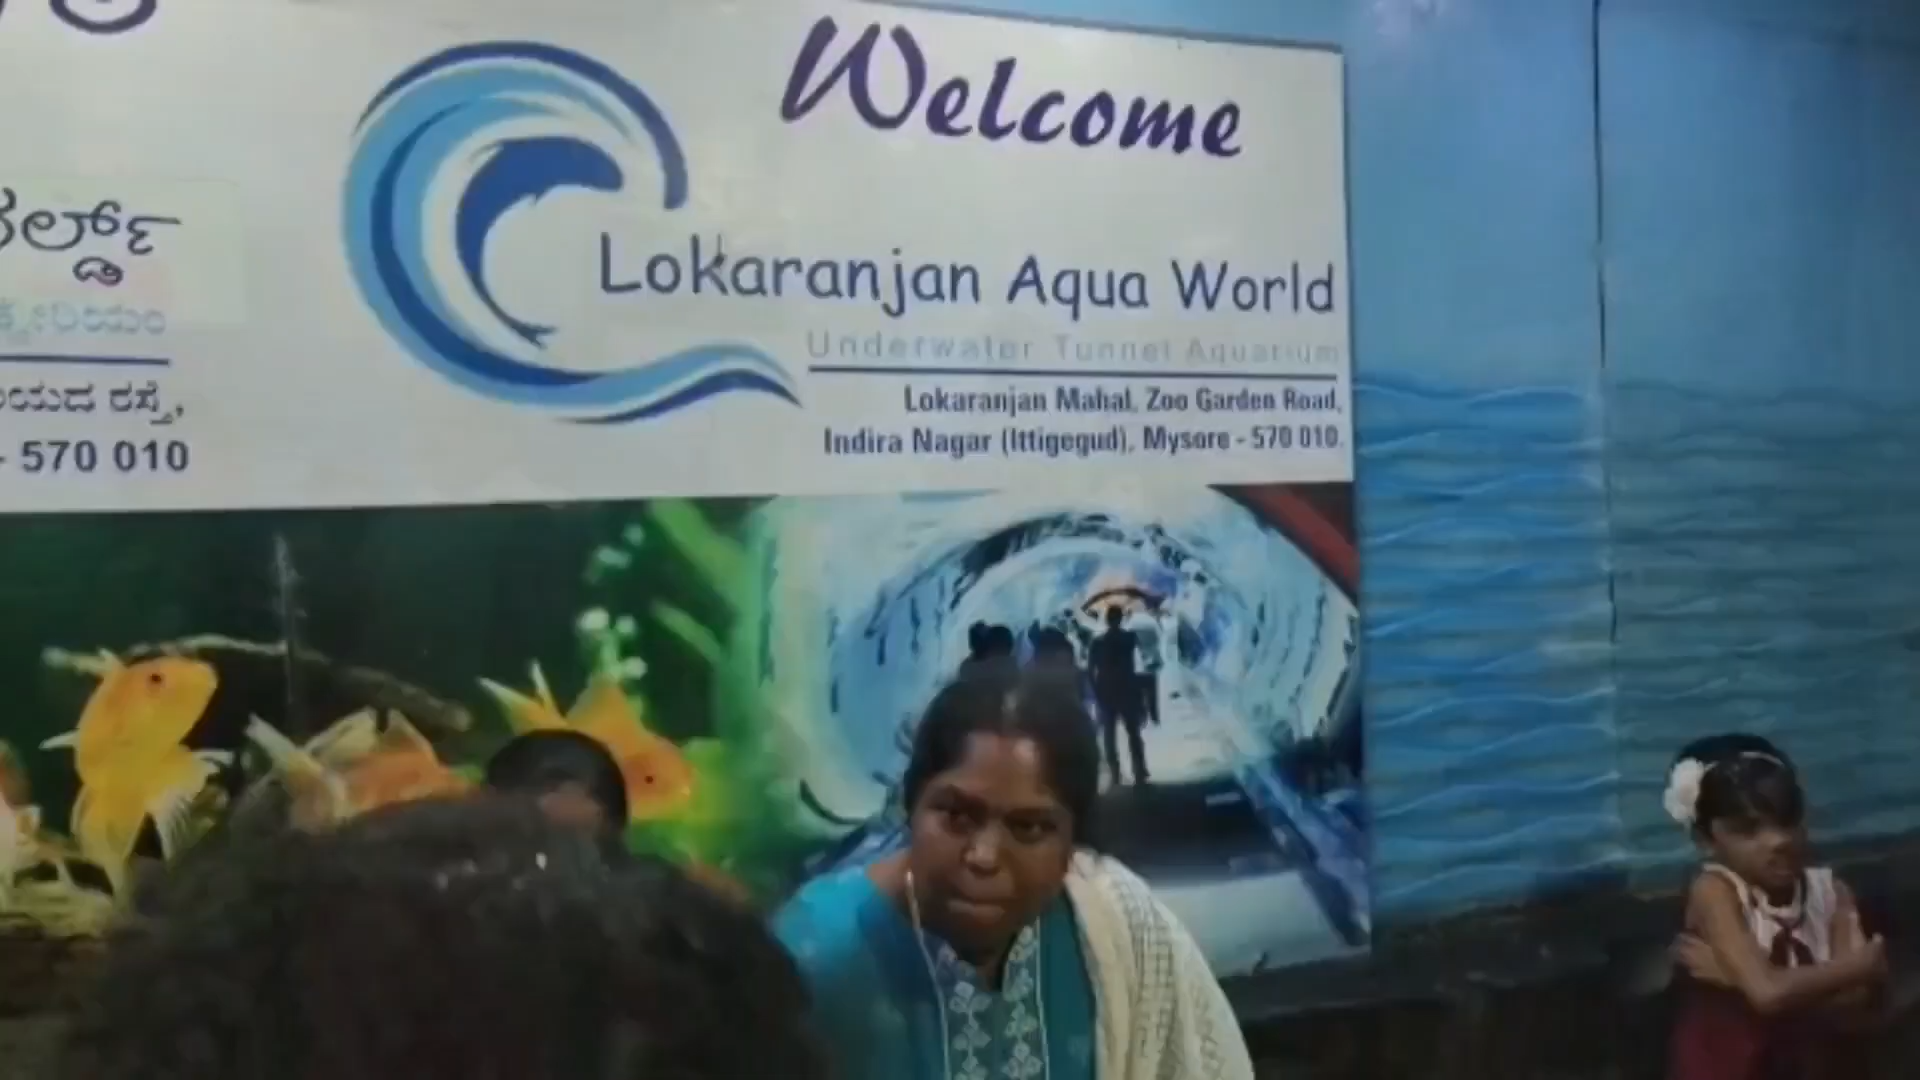 Welcome
Lokaranjan Aqua World
Underwater Tunnel Aquarium
Lokaranjan Mahal, Zoo Garden Road,
Indira Nagar (Ittigegud), Mysore - 570 010.
ರಸ್ತೆ,
- 570 010